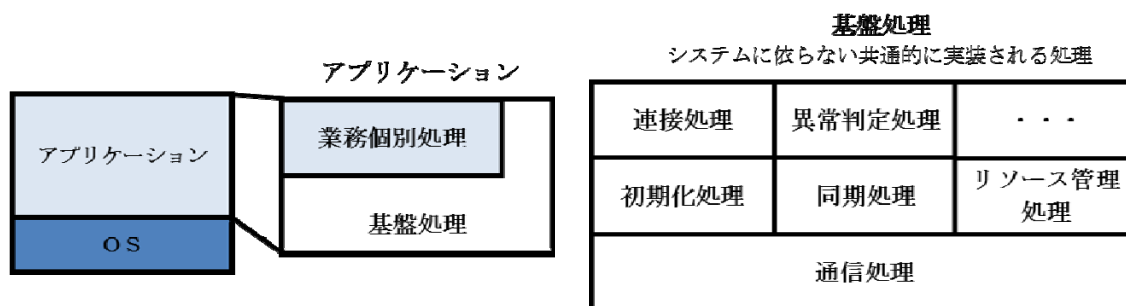 アプリケーション
OS
アプリケーション
業務個別処理
基盤処理
基盤処理
システムに依らない共通的に実装される処理
連接処理
異常判定処理
・・・
初期化処理
同期処理
リソース管理
処理
通信処理